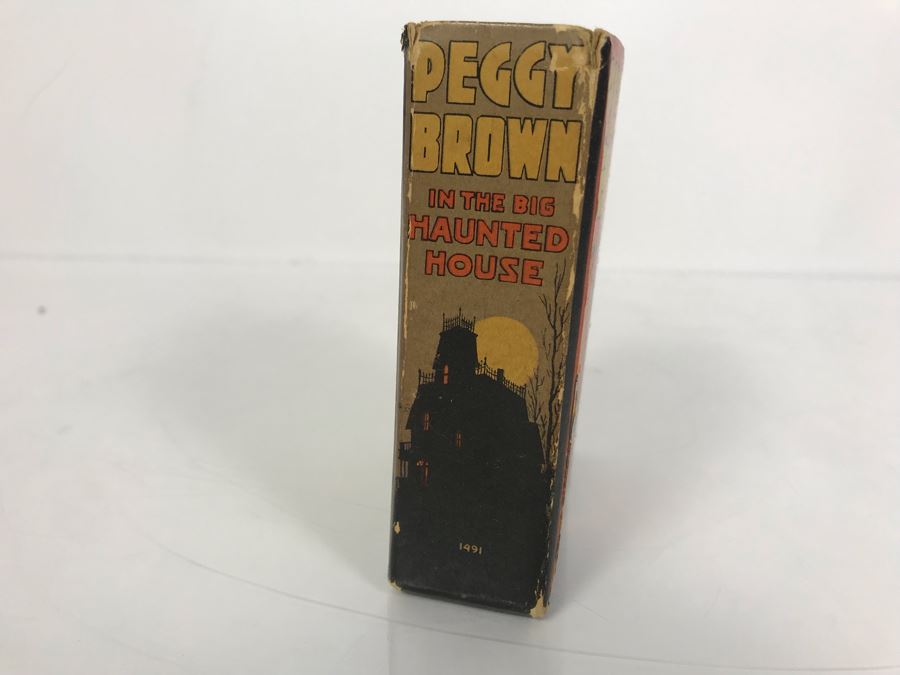 PEGGY
BROWN
IN THE BIG
HAUNTED
HOUSE
1491